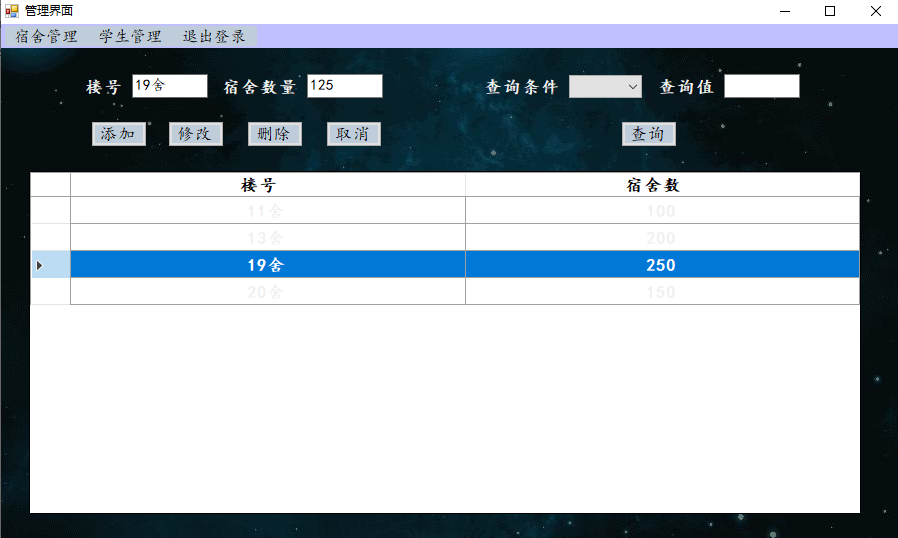 管理界面
宿舍管理 学生管理 退出登录
楼号 19舍 宿舍数量 125 查询条件 查询值
添加 修改 删除 取消 查询
楼号 宿舍数
11舍 100
13舍 200
19舍 250
20舍 150